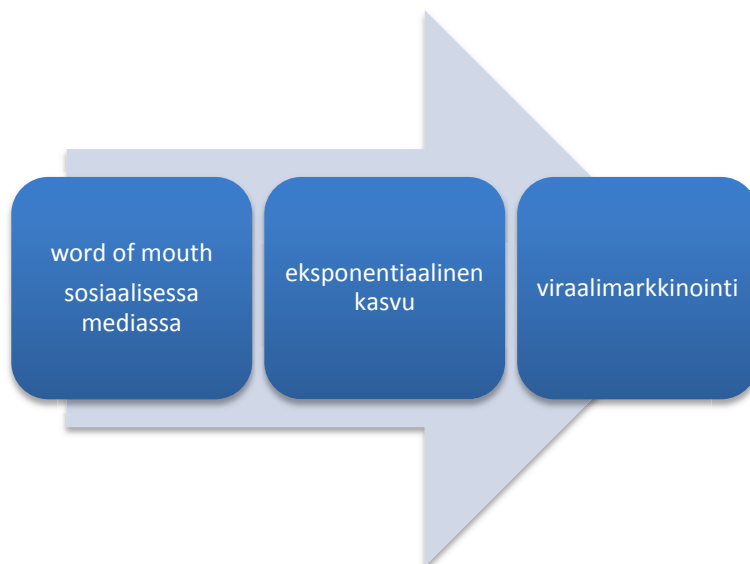 word of mouth
sosiaalisessa
mediassa
eksponentiaalinen
kasvu
viraalimarkkinointi